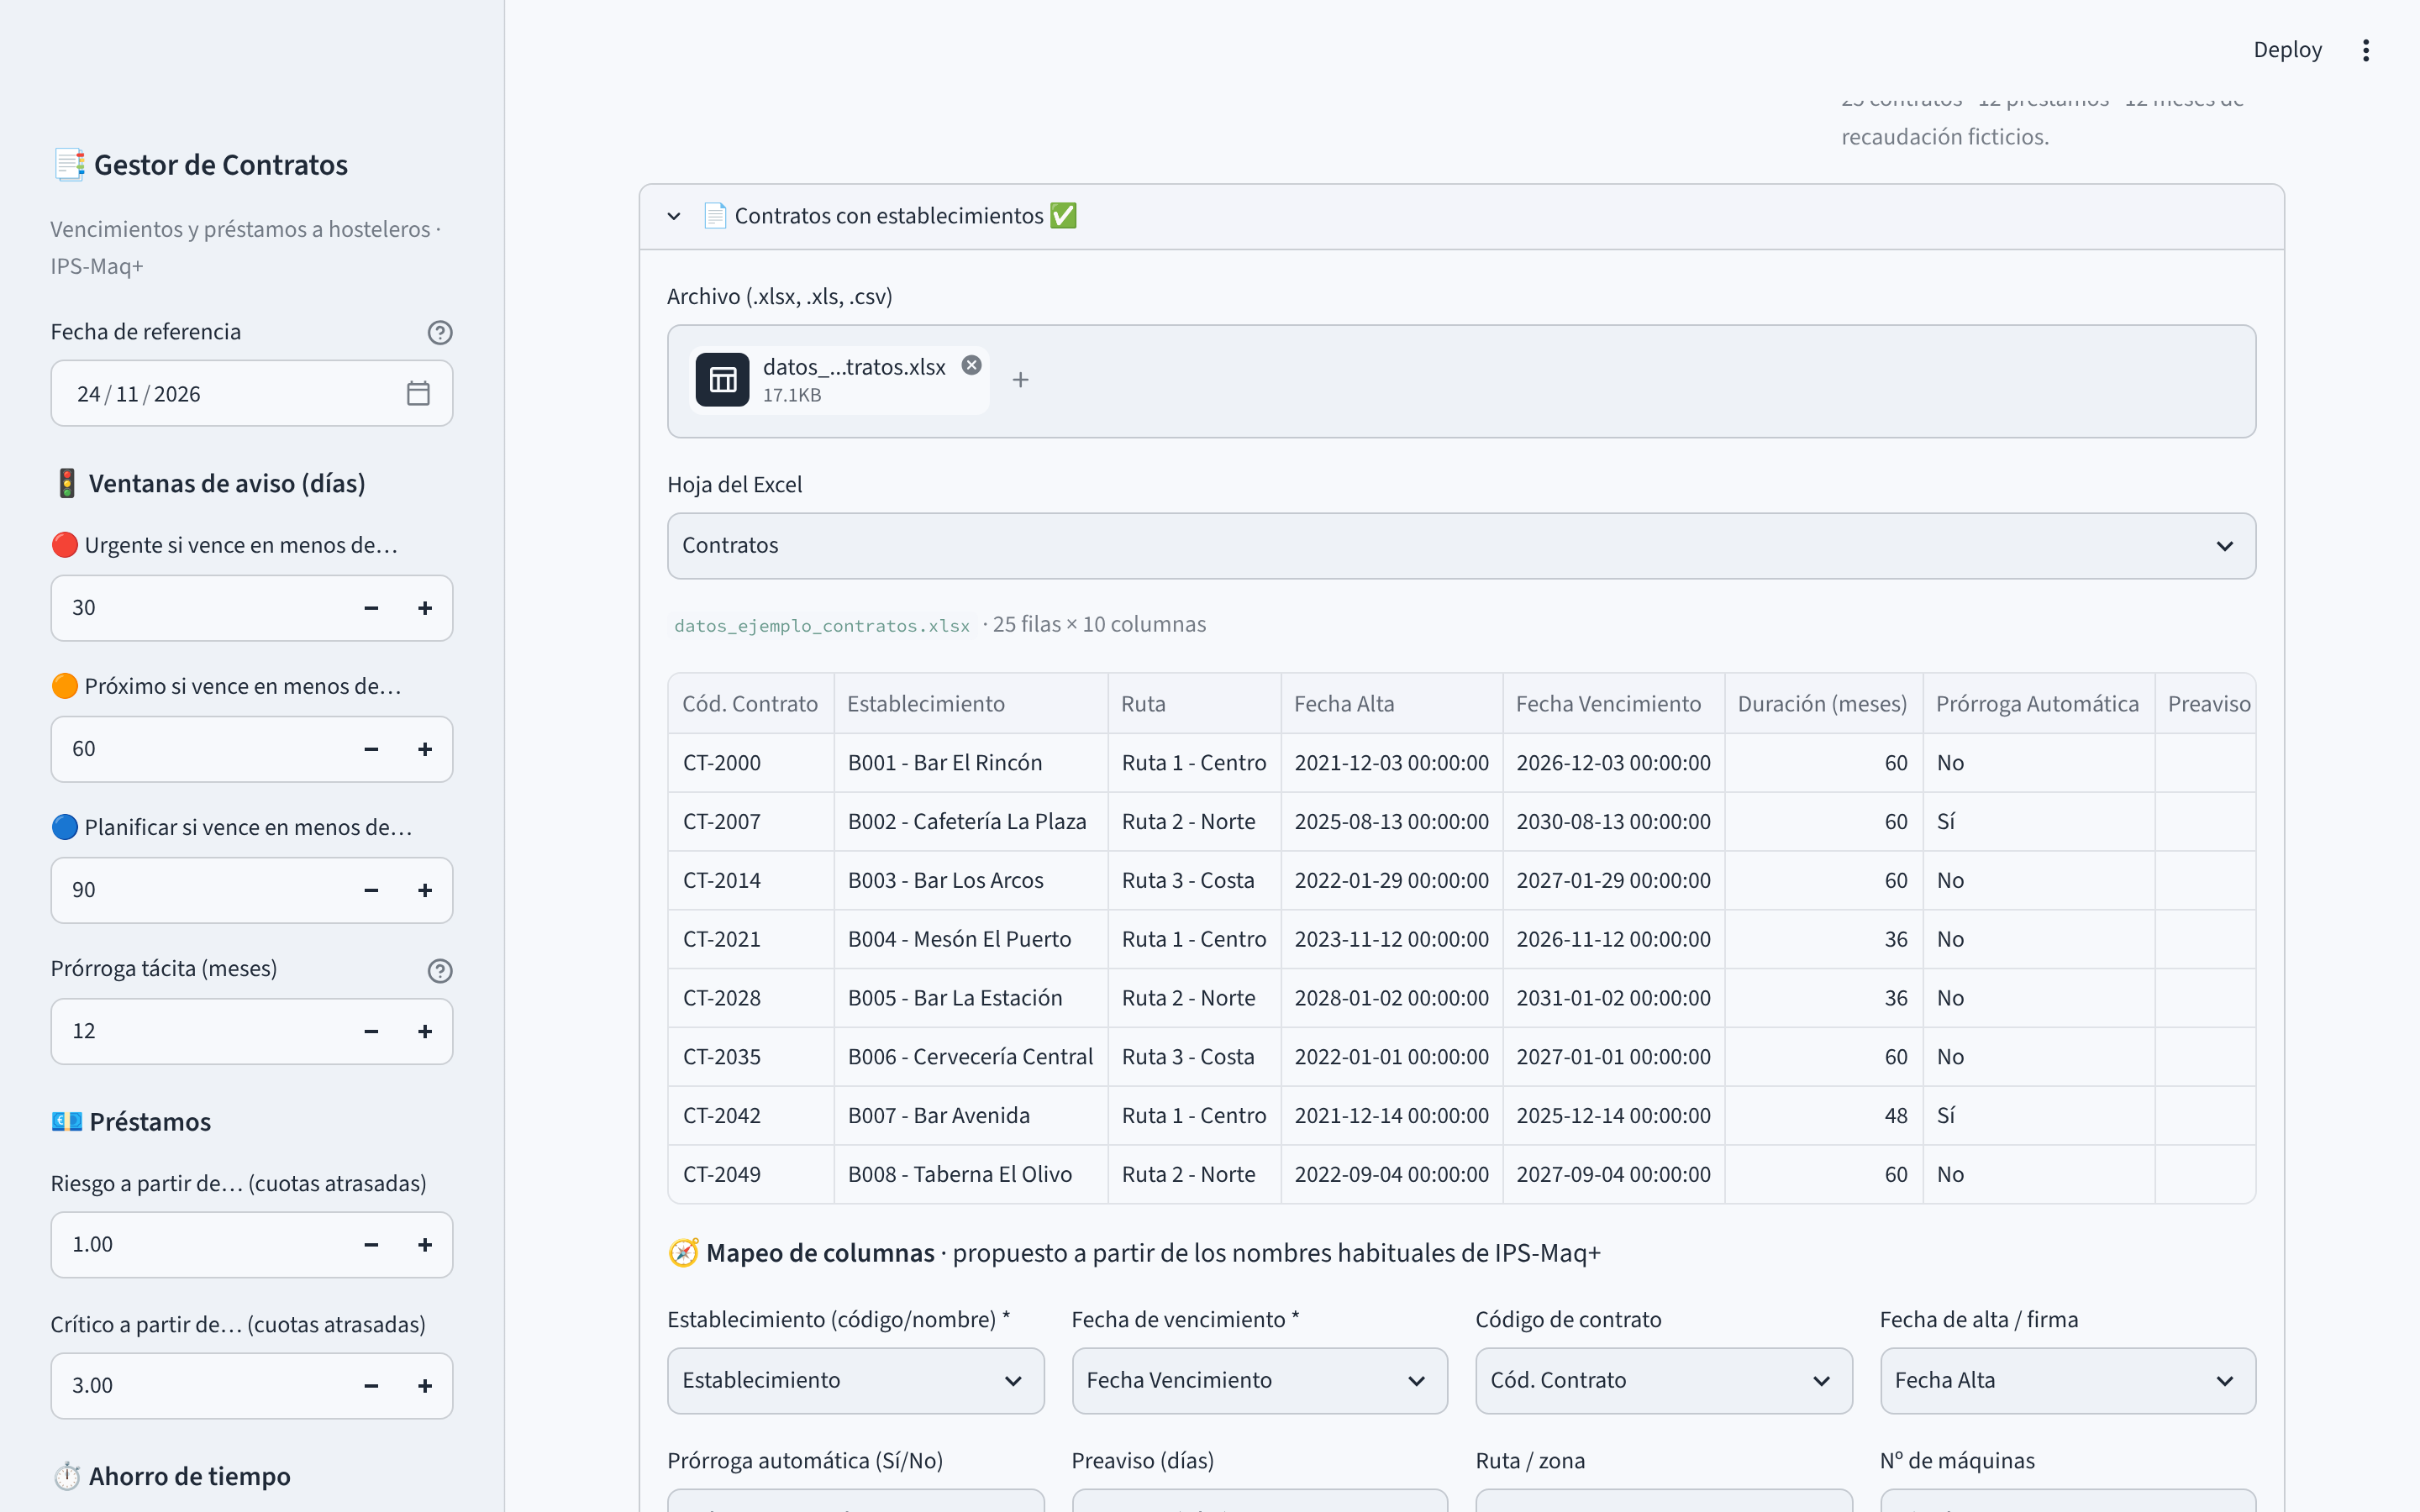 Deploy
recaudación ficticios.
Gestor de Contratos
Vencimientos y préstamos a hosteleros ·
IPS-Maq+
Fecha de referencia
24/11/2026
Ventanas de aviso (días)
Urgente si vence en menos de…
30
Próximo si vence en menos de…
60
Planificar si vence en menos de…
90
Prórroga tácita (meses)
12
Préstamos
Riesgo a partir de… (cuotas atrasadas)
1.00
Crítico a partir de… (cuotas atrasadas)
3.00
Ahorro de tiempo
Contratos con establecimientos
Archivo (.xlsx, .xls, .csv)
datos_...tratos.xlsx
17.1KB
Hoja del Excel
Contratos
datos_ejemplo_contratos.xlsx · 25 filas × 10 columnas
Cód. Contrato Establecimiento Ruta Fecha Alta Fecha Vencimiento Duración (meses) Prórroga Automática Preaviso
CT-2000 B001 - Bar El Rincón Ruta 1 - Centro 2021-12-03 00:00:00 2026-12-03 00:00:00 60 No
CT-2007 B002 - Cafetería La Plaza Ruta 2 - Norte 2025-08-13 00:00:00 2030-08-13 00:00:00 60 Sí
CT-2014 B003 - Bar Los Arcos Ruta 3 - Costa 2022-01-29 00:00:00 2027-01-29 00:00:00 60 No
CT-2021 B004 - Mesón El Puerto Ruta 1 - Centro 2023-11-12 00:00:00 2026-11-12 00:00:00 36 No
CT-2028 B005 - Bar La Estación Ruta 2 - Norte 2028-01-02 00:00:00 2031-01-02 00:00:00 36 No
CT-2035 B006 - Cervecería Central Ruta 3 - Costa 2022-01-01 00:00:00 2027-01-01 00:00:00 60 No
CT-2042 B007 - Bar Avenida Ruta 1 - Centro 2021-12-14 00:00:00 2025-12-14 00:00:00 48 Sí
CT-2049 B008 - Taberna El Olivo Ruta 2 - Norte 2022-09-04 00:00:00 2027-09-04 00:00:00 60 No
Mapeo de columnas · propuesto a partir de los nombres habituales de IPS-Maq+
Establecimiento (código/nombre) * Fecha de vencimiento * Código de contrato Fecha de alta / firma
Establecimiento Fecha Vencimiento Cód. Contrato Fecha Alta
Prórroga automática (Sí/No) Preaviso (días) Ruta / zona Nº de máquinas